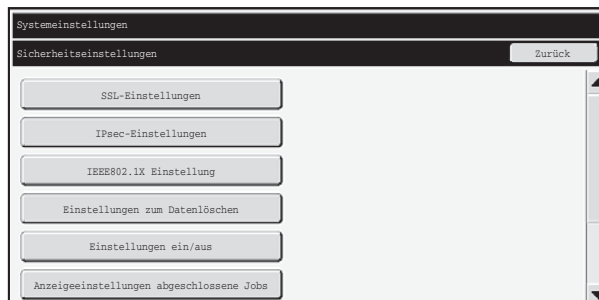 Systemeinstellungen
Sicherheitseinstellungen
Zurück
SSL-Einstellungen
IPsec-Einstellungen
IEEE802.1X Einstellung
Einstellungen zum Datenlöschen
Einstellungen ein/aus
Anzeigeeinstellungen abgeschlossene Jobs